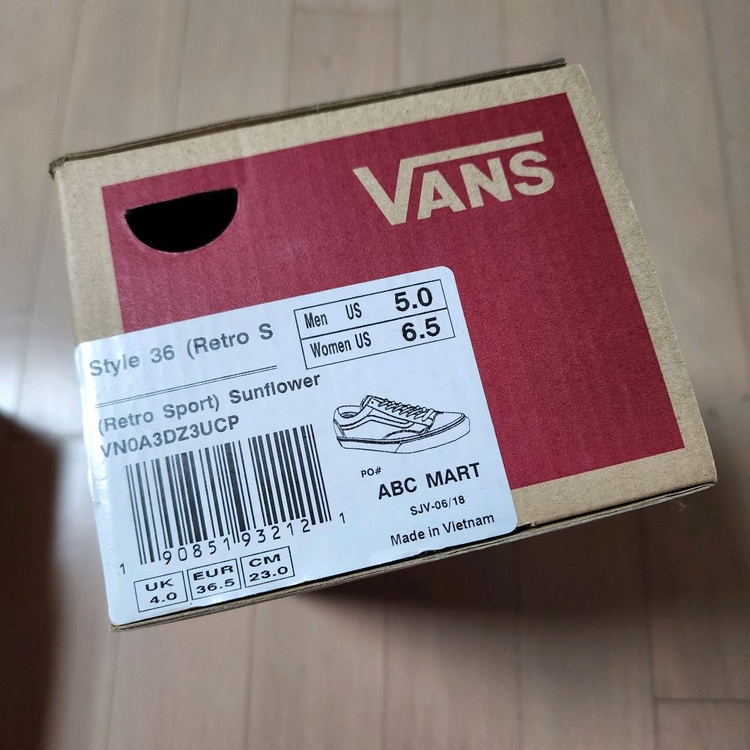 VANS
Style 36 (Retro S
Men US 5.0
Women US 6.5
(Retro Sport) Sunflower
VN0A3DZ3UCP
PO#
ABC MART
SJV-06/18
Made in Vietnam
1 90851 93212 1
UK 4.0
EUR 36.5
CM 23.0